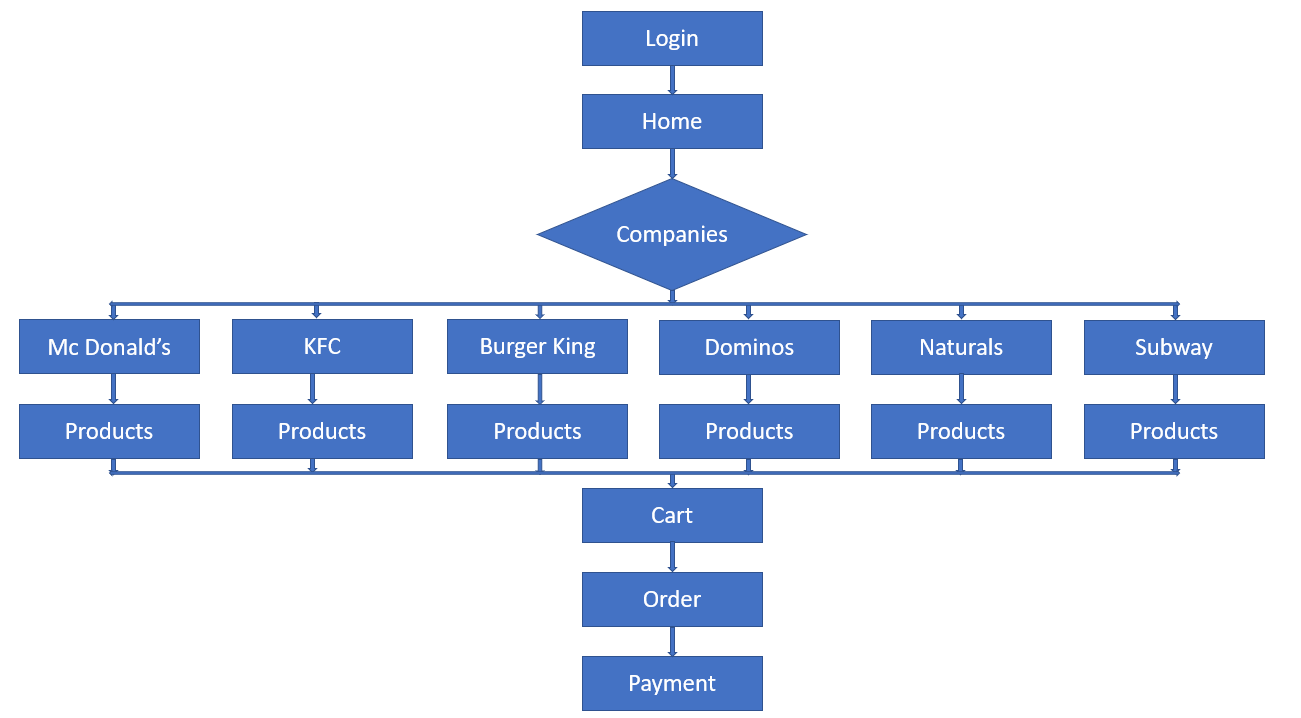 Login
Home
Companies
Mc Donald's
KFC
Burger King
Dominos
Naturals
Subway
Products
Products
Products
Products
Products
Products
Cart
Order
Payment